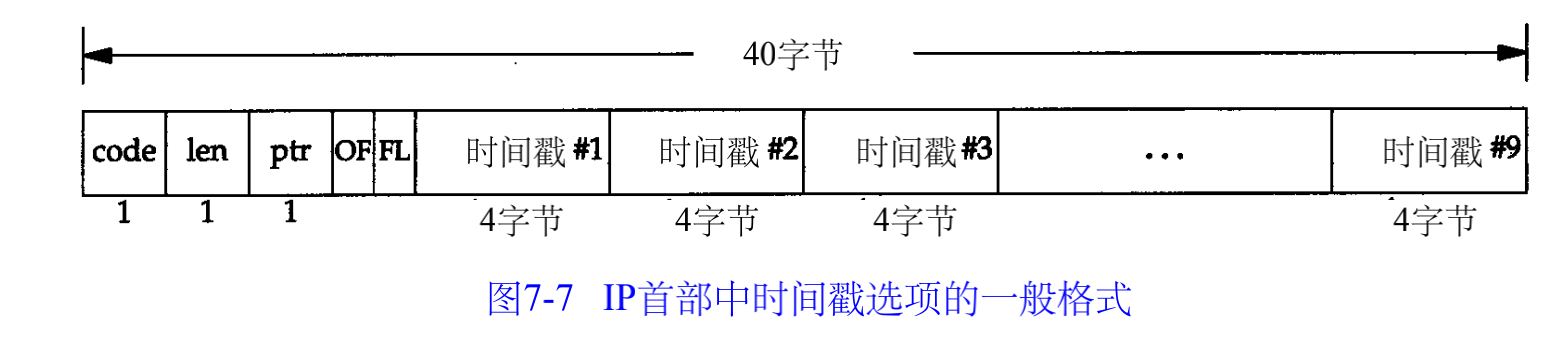 40字节
code len ptr OF FL 时间戳 #1 时间戳 #2 时间戳 #3 ··· 时间戳 #9
1 1 1 4字节 4字节 4字节 4字节
图7-7 IP首部中时间戳选项的一般格式